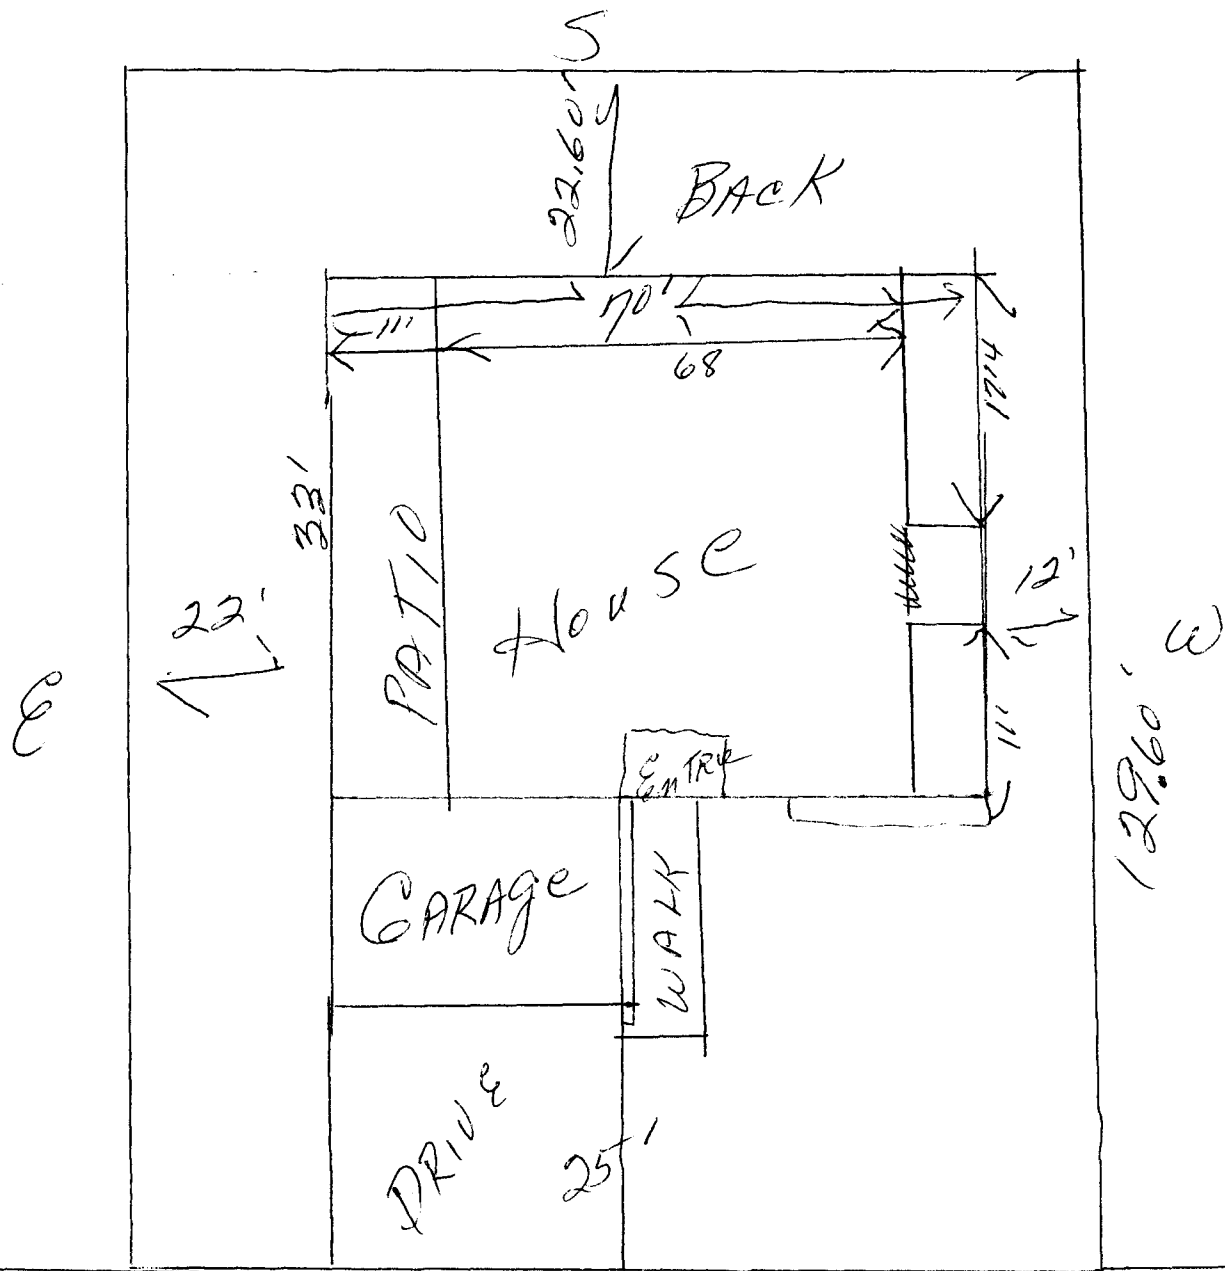 S
22.60'
BACK
70'
11'
68
17'4
33'
PATIO
House
22'
12'
E
W
129.60'
11'
Entry
GARAGE
WALK
DRIVE
25'